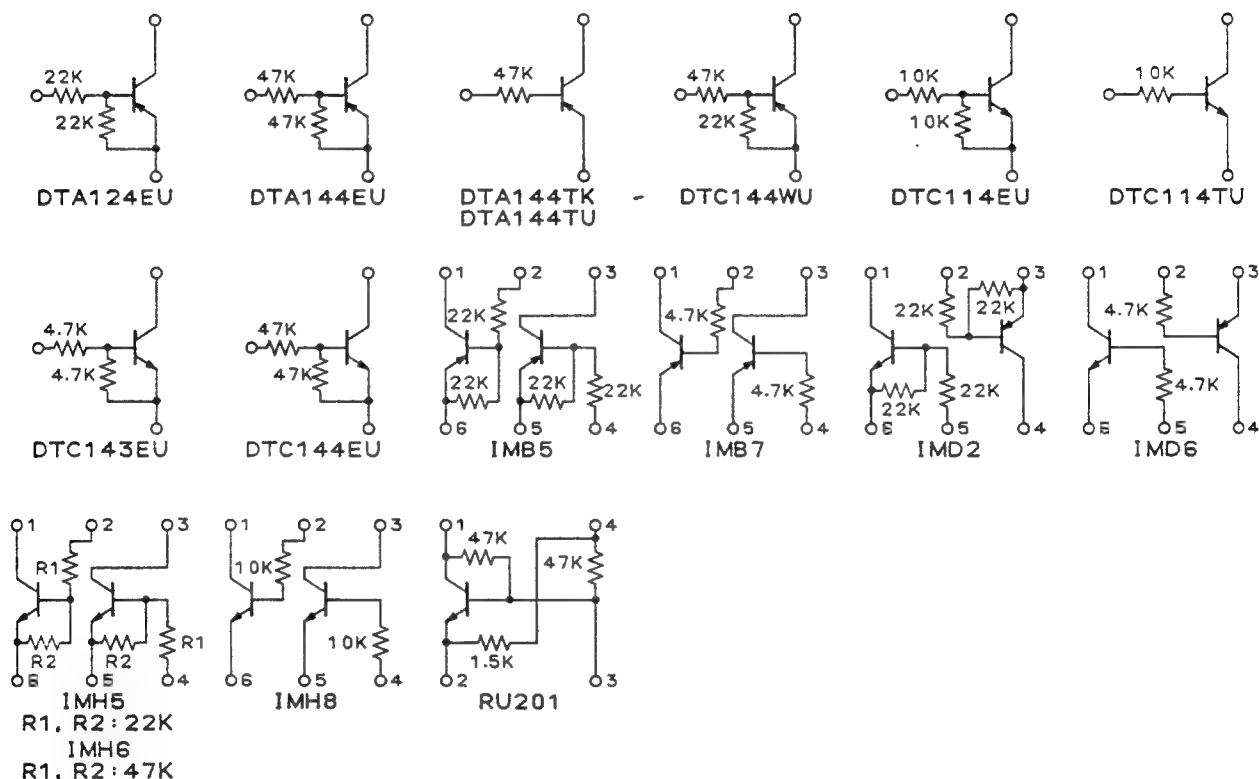 22K
22K
DTA124EU
47K
47K
DTA144EU
47K
DTA144TK
DTA144TU
-
47K
22K
DTC144WU
10K
10K
DTC114EU
10K
DTC114TU
4.7K
4.7K
DTC143EU
47K
47K
DTC144EU
1 2 3
22K
22K 22K 22K
6 5 4
IMB5
1 2 3
4.7K
4.7K
6 5 4
IMB7
1 2 3
22K 22K
22K 22K
6 5 4
IMD2
1 2 3
4.7K
4.7K
6 5 4
IMD6
1 2 3
R1
R2 R2 R1
6 5 4
IMH5
R1, R2:22K
IMH6
R1, R2:47K
1 2 3
10K
10K
6 5 4
IMH8
1 4
47K 47K
1.5K
2 3
RU201